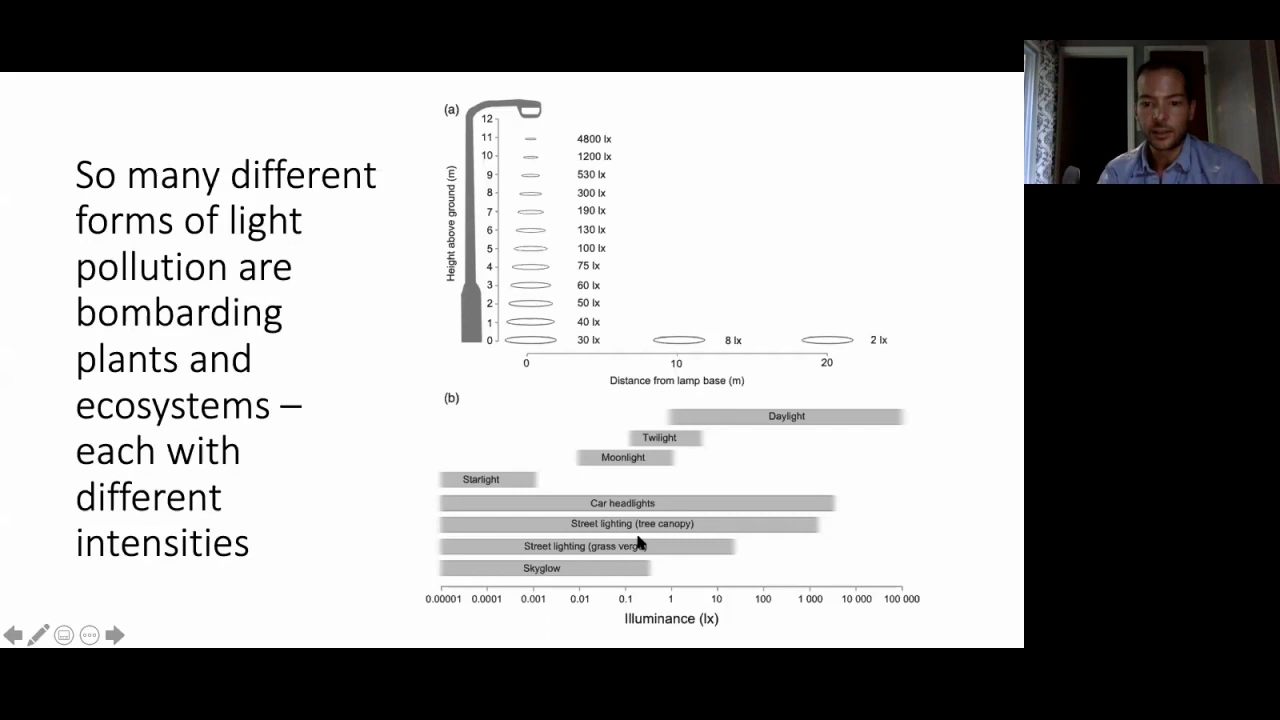 So many different
forms of light
pollution are
bombarding
plants and
ecosystems –
each with
different
intensities
(a)
Height above ground (m)
12
11 4800 lx
10 1200 lx
9 530 lx
8 300 lx
7 190 lx
6 130 lx
5 100 lx
4 75 lx
3 60 lx
2 50 lx
1 40 lx
0 30 lx 8 lx 2 lx
0 10 20
Distance from lamp base (m)
(b)
Daylight
Twilight
Moonlight
Starlight
Car headlights
Street lighting (tree canopy)
Street lighting (grass verge)
Skyglow
0.00001 0.0001 0.001 0.01 0.1 1 10 100 1 000 10 000 100 000
Illuminance (lx)